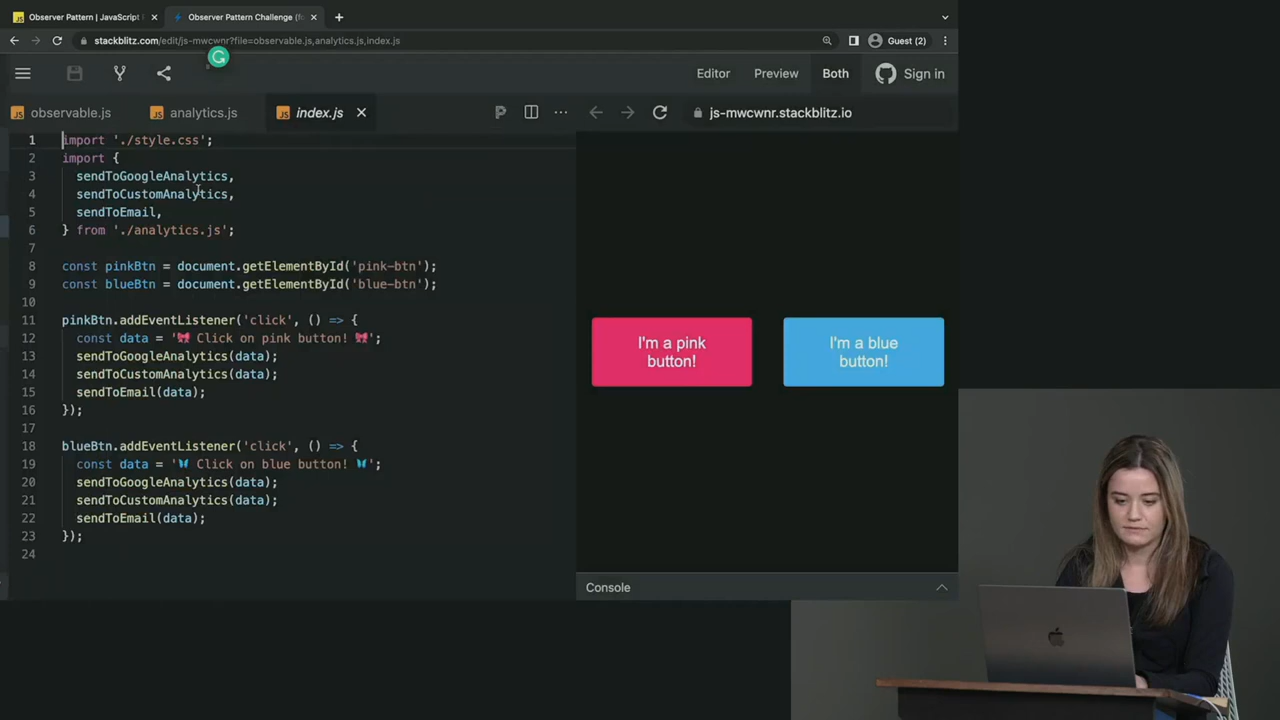 Observer Pattern | JavaScript
Observer Pattern Challenge (fo
stackblitz.com/edit/js-mwcwnr?file=observable.js,analytics.js,index.js
Guest (2)
Editor
Preview
Both
Sign in
observable.js
analytics.js
index.js
js-mwcwnr.stackblitz.io
1 import './style.css';
2 import {
3 sendToGoogleAnalytics,
4 sendToCustomAnalytics,
5 sendToEmail,
6 } from './analytics.js';
7
8 const pinkBtn = document.getElementById('pink-btn');
9 const blueBtn = document.getElementById('blue-btn');
10
11 pinkBtn.addEventListener('click', () => {
12 const data = '🎀 Click on pink button! 🎀';
13 sendToGoogleAnalytics(data);
14 sendToCustomAnalytics(data);
15 sendToEmail(data);
16 });
17
18 blueBtn.addEventListener('click', () => {
19 const data = '🦋 Click on blue button! 🦋';
20 sendToGoogleAnalytics(data);
21 sendToCustomAnalytics(data);
22 sendToEmail(data);
23 });
24
I'm a pink
button!
I'm a blue
button!
Console